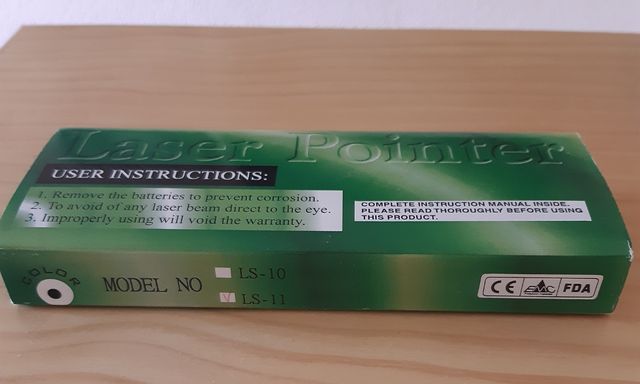 Laser Pointer
USER INSTRUCTIONS:
1. Remove the batteries to prevent corrosion.
2. To avoid of any laser beam direct to the eye.
3. Improperly using will void the warranty.
COMPLETE INSTRUCTION MANUAL INSIDE.
PLEASE READ THOROUGHLY BEFORE USING
THIS PRODUCT.
COLOR
MODEL NO
LS-10
V LS-11
CE
FDA